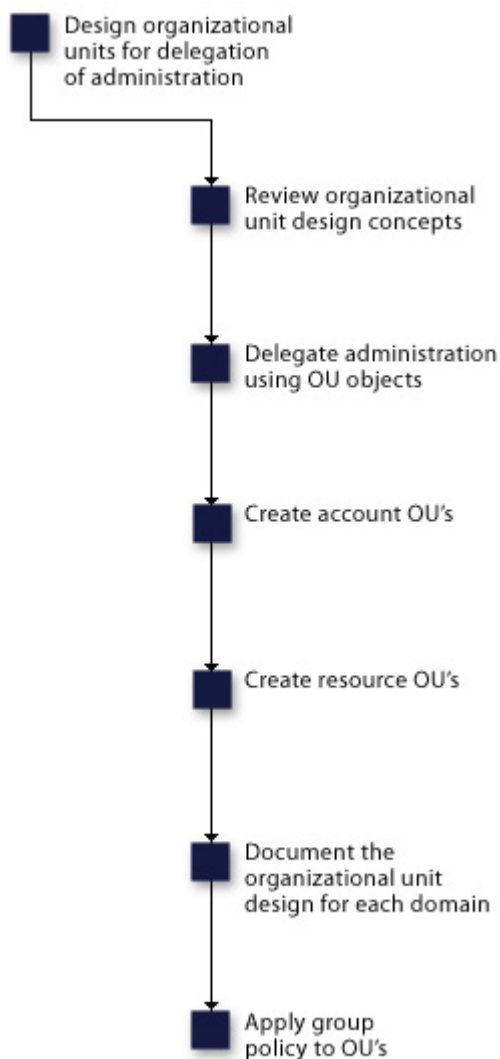 Design organizational
units for delegation
of administration
Review organizational
unit design concepts
Delegate administration
using OU objects
Create account OU's
Create resource OU's
Document the
organizational unit
design for each domain
Apply group
policy to OU's